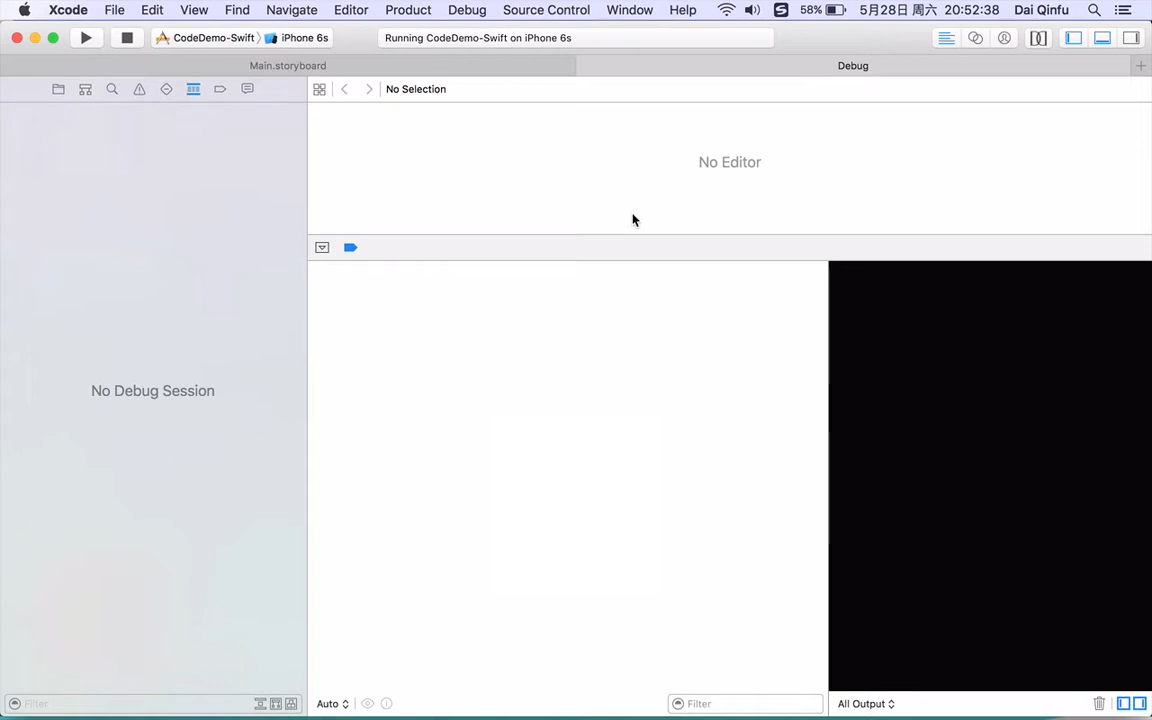 Xcode File Edit View Find Navigate Editor Product Debug Source Control Window Help 58% 5月28日 周六 20:52:38 Dai Qinfu
CodeDemo-Swift iPhone 6s Running CodeDemo-Swift on iPhone 6s
Main.storyboard Debug
No Selection
No Editor
No Debug Session
Filter Auto Filter All Output